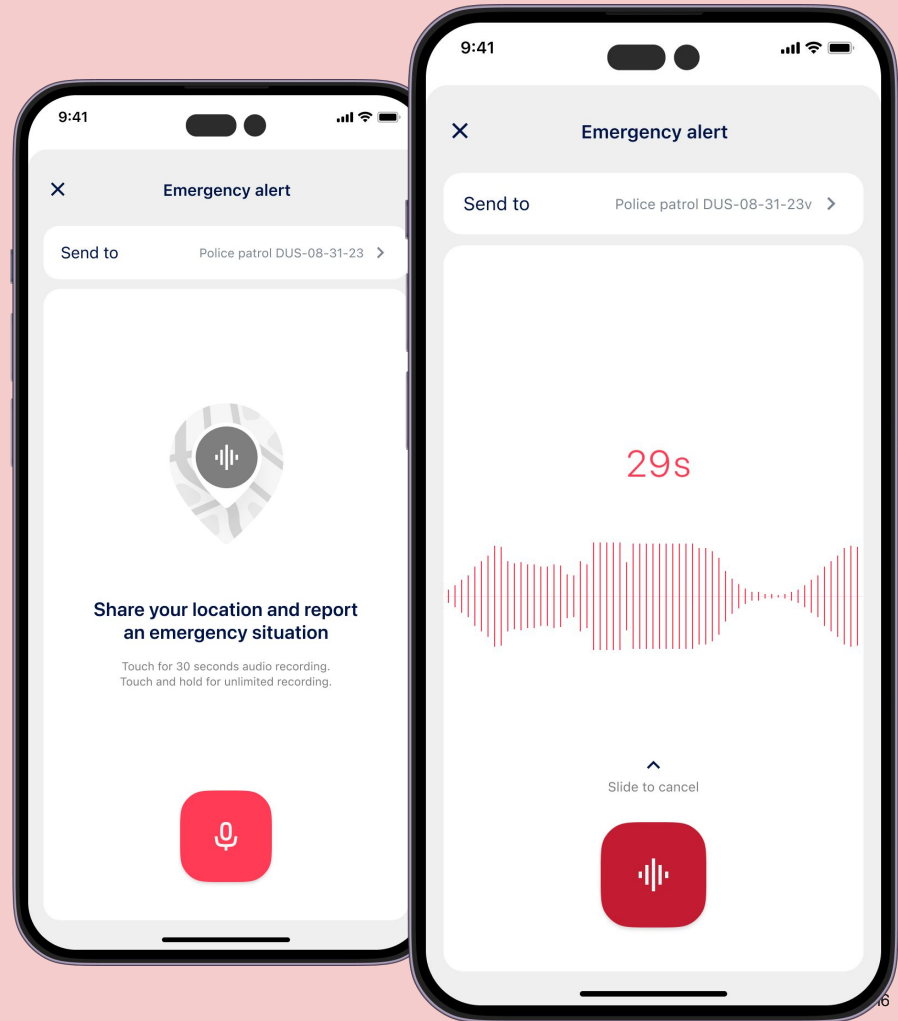 9:41
Emergency alert
Send to
Police patrol DUS-08-31-23
Share your location and report
an emergency situation
Touch for 30 seconds audio recording.
Touch and hold for unlimited recording.
9:41
Emergency alert
Send to
Police patrol DUS-08-31-23v
29s
Slide to cancel